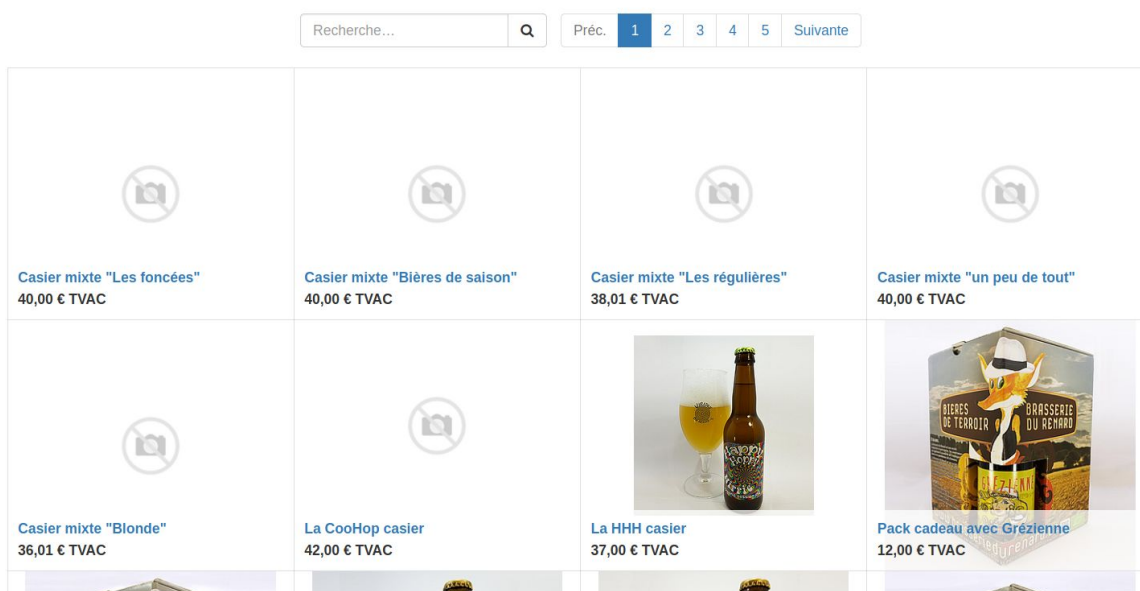 Recherche…
Préc. 1 2 3 4 5 Suivante
Casier mixte "Les foncées"
40,00 € TVAC
Casier mixte "Bières de saison"
40,00 € TVAC
Casier mixte "Les régulières"
38,01 € TVAC
Casier mixte "un peu de tout"
40,00 € TVAC
BIERES
DE TERROIR
BRASSERIE
DU RENARD
Casier mixte "Blonde"
36,01 € TVAC
La CooHop casier
42,00 € TVAC
La HHH casier
37,00 € TVAC
Pack cadeau avec Grézienne
12,00 € TVAC